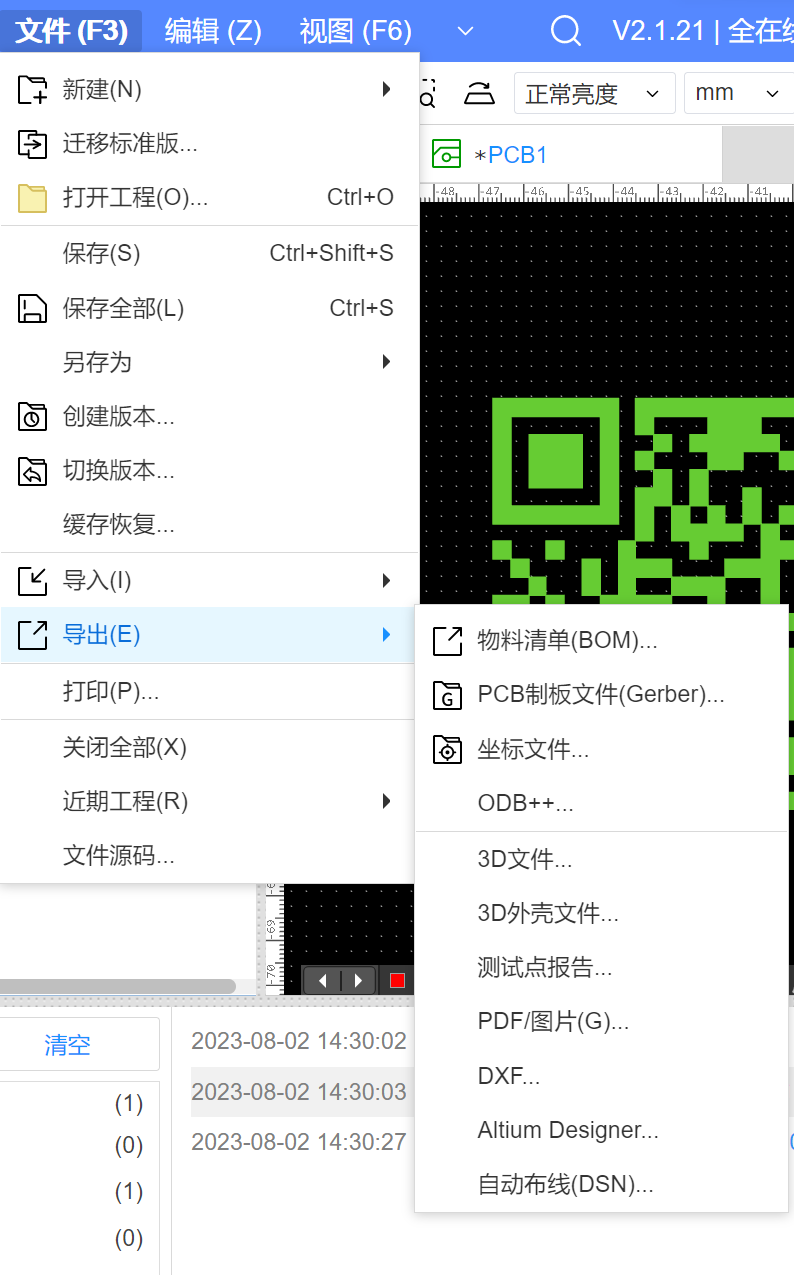 文件 (F3) 编辑 (Z) 视图 (F6) V2.1.21 | 全在线
新建(N) 正常亮度 mm
迁移标准版... *PCB1
打开工程(O)... Ctrl+O
-48 -47 -46 -45 -44 -43 -42 -41
保存(S) Ctrl+Shift+S
保存全部(L) Ctrl+S
另存为
创建版本...
切换版本...
缓存恢复...
导入(I)
导出(E)
打印(P)...
关闭全部(X)
近期工程(R)
文件源码...
物料清单(BOM)...
G PCB制板文件(Gerber)...
坐标文件...
ODB++...
3D文件...
3D外壳文件...
测试点报告...
PDF/图片(G)...
DXF...
Altium Designer...
自动布线(DSN)...
-69
-70
清空
(1)
(0)
(1)
(0)
2023-08-02 14:30:02
2023-08-02 14:30:03
2023-08-02 14:30:27